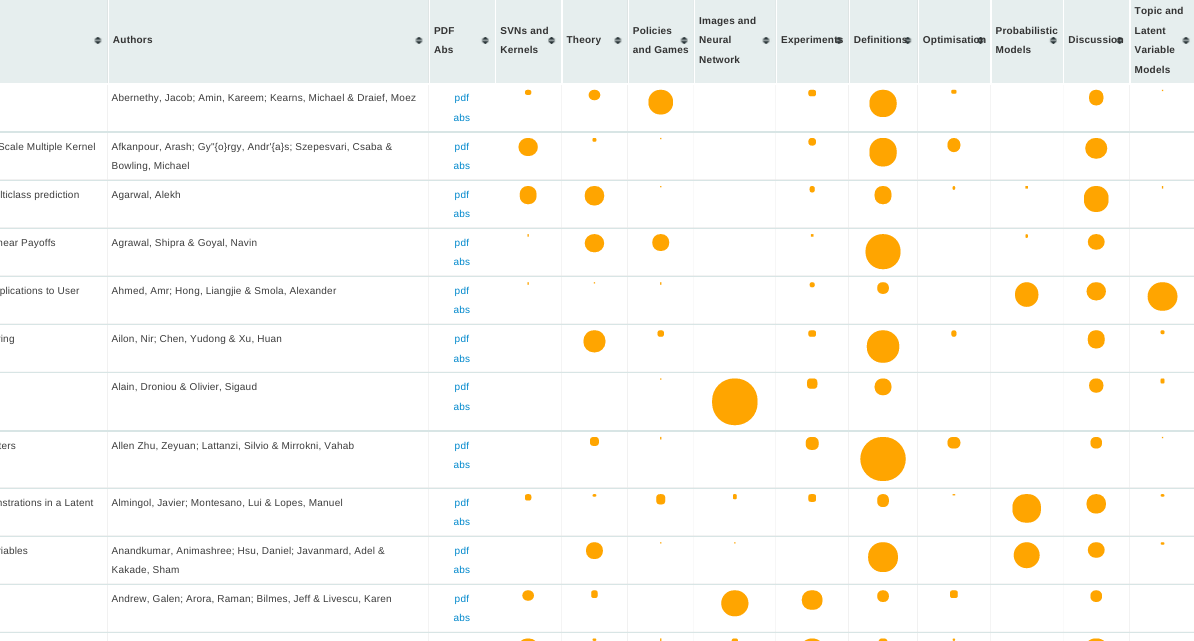 Authors
PDF
Abs
SVNs and
Kernels
Theory
Policies
and Games
Images and
Neural
Network
Experiments
Definitions
Optimisation
Probabilistic
Models
Discussion
Topic and
Latent
Variable
Models
Abernethy, Jacob; Amin, Kareem; Kearns, Michael & Draief, Moez
pdf
abs
Scale Multiple Kernel
Afkanpour, Arash; Gy"{o}rgy, Andr'{a}s; Szepesvari, Csaba &
Bowling, Michael
pdf
abs
lticlass prediction
Agarwal, Alekh
pdf
abs
near Payoffs
Agrawal, Shipra & Goyal, Navin
pdf
abs
plications to User
Ahmed, Amr; Hong, Liangjie & Smola, Alexander
pdf
abs
ing
Ailon, Nir; Chen, Yudong & Xu, Huan
pdf
abs
Alain, Droniou & Olivier, Sigaud
pdf
abs
ters
Allen Zhu, Zeyuan; Lattanzi, Silvio & Mirrokni, Vahab
pdf
abs
nstrations in a Latent
Almingol, Javier; Montesano, Lui & Lopes, Manuel
pdf
abs
iables
Anandkumar, Animashree; Hsu, Daniel; Javanmard, Adel &
Kakade, Sham
pdf
abs
Andrew, Galen; Arora, Raman; Bilmes, Jeff & Livescu, Karen
pdf
abs